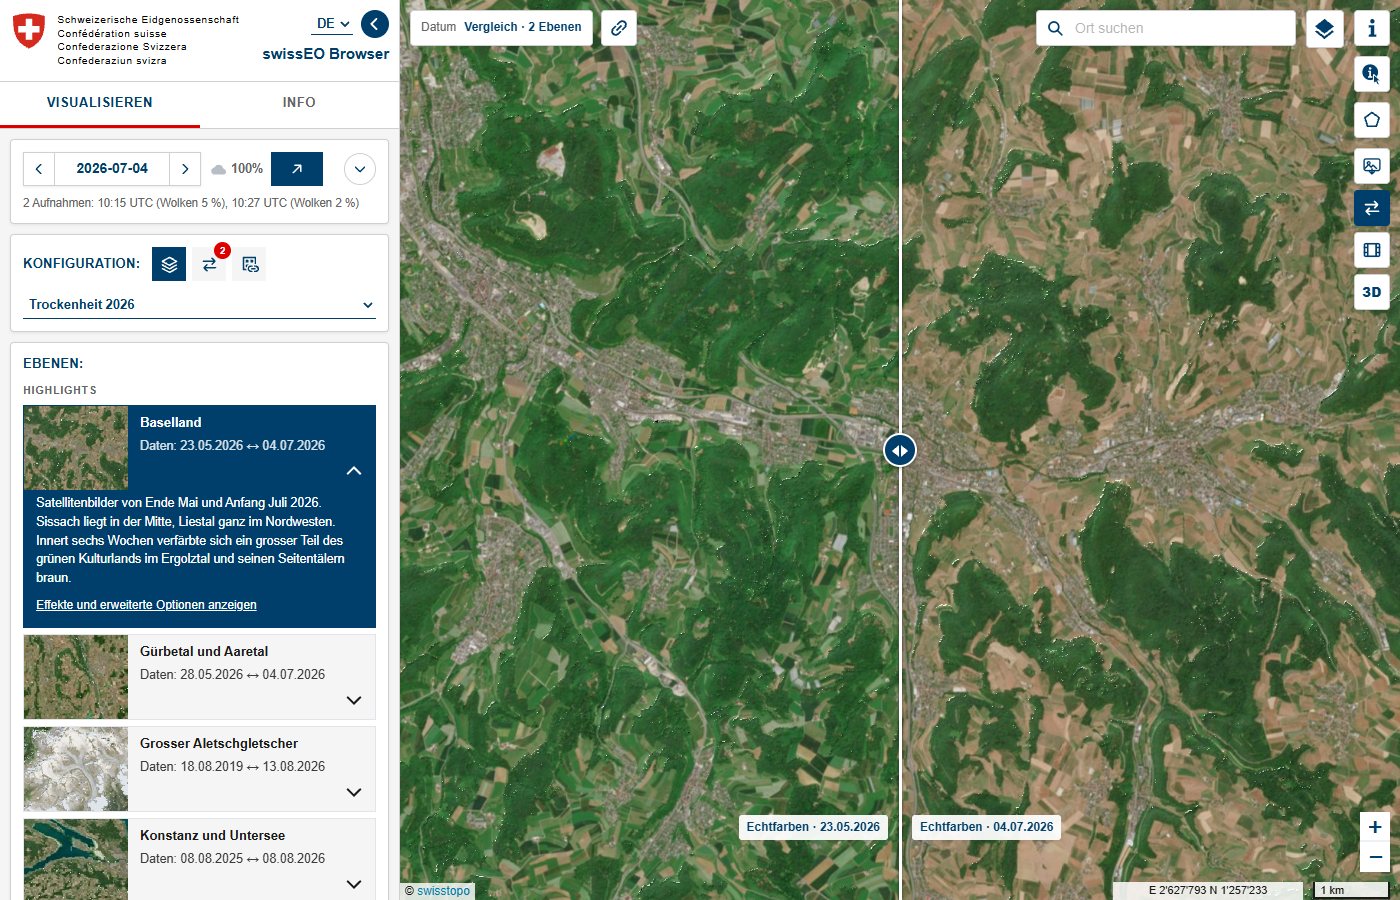 Schweizerische Eidgenossenschaft
Confédération suisse
Confederazione Svizzera
Confederaziun svizra
DE
swissEO Browser
VISUALISIEREN
INFO
2026-07-04
100%
2 Aufnahmen: 10:15 UTC (Wolken 5 %), 10:27 UTC (Wolken 2 %)
KONFIGURATION:
2
Trockenheit 2026
EBENEN:
HIGHLIGHTS
Baselland
Daten: 23.05.2026 ↔ 04.07.2026
Satellitenbilder von Ende Mai und Anfang Juli 2026.
Sissach liegt in der Mitte, Liestal ganz im Nordwesten.
Innert sechs Wochen verfärbte sich ein grosser Teil des
grünen Kulturlands im Ergolztal und seinen Seitentälern
braun.
Effekte und erweiterte Optionen anzeigen
Gürbetal und Aaretal
Daten: 28.05.2026 ↔ 04.07.2026
Grosser Aletschgletscher
Daten: 18.08.2019 ↔ 13.08.2026
Konstanz und Untersee
Daten: 08.08.2025 ↔ 08.08.2026
Datum Vergleich · 2 Ebenen
Ort suchen
3D
Echtfarben · 23.05.2026
Echtfarben · 04.07.2026
© swisstopo
E 2'627'793 N 1'257'233
1 km